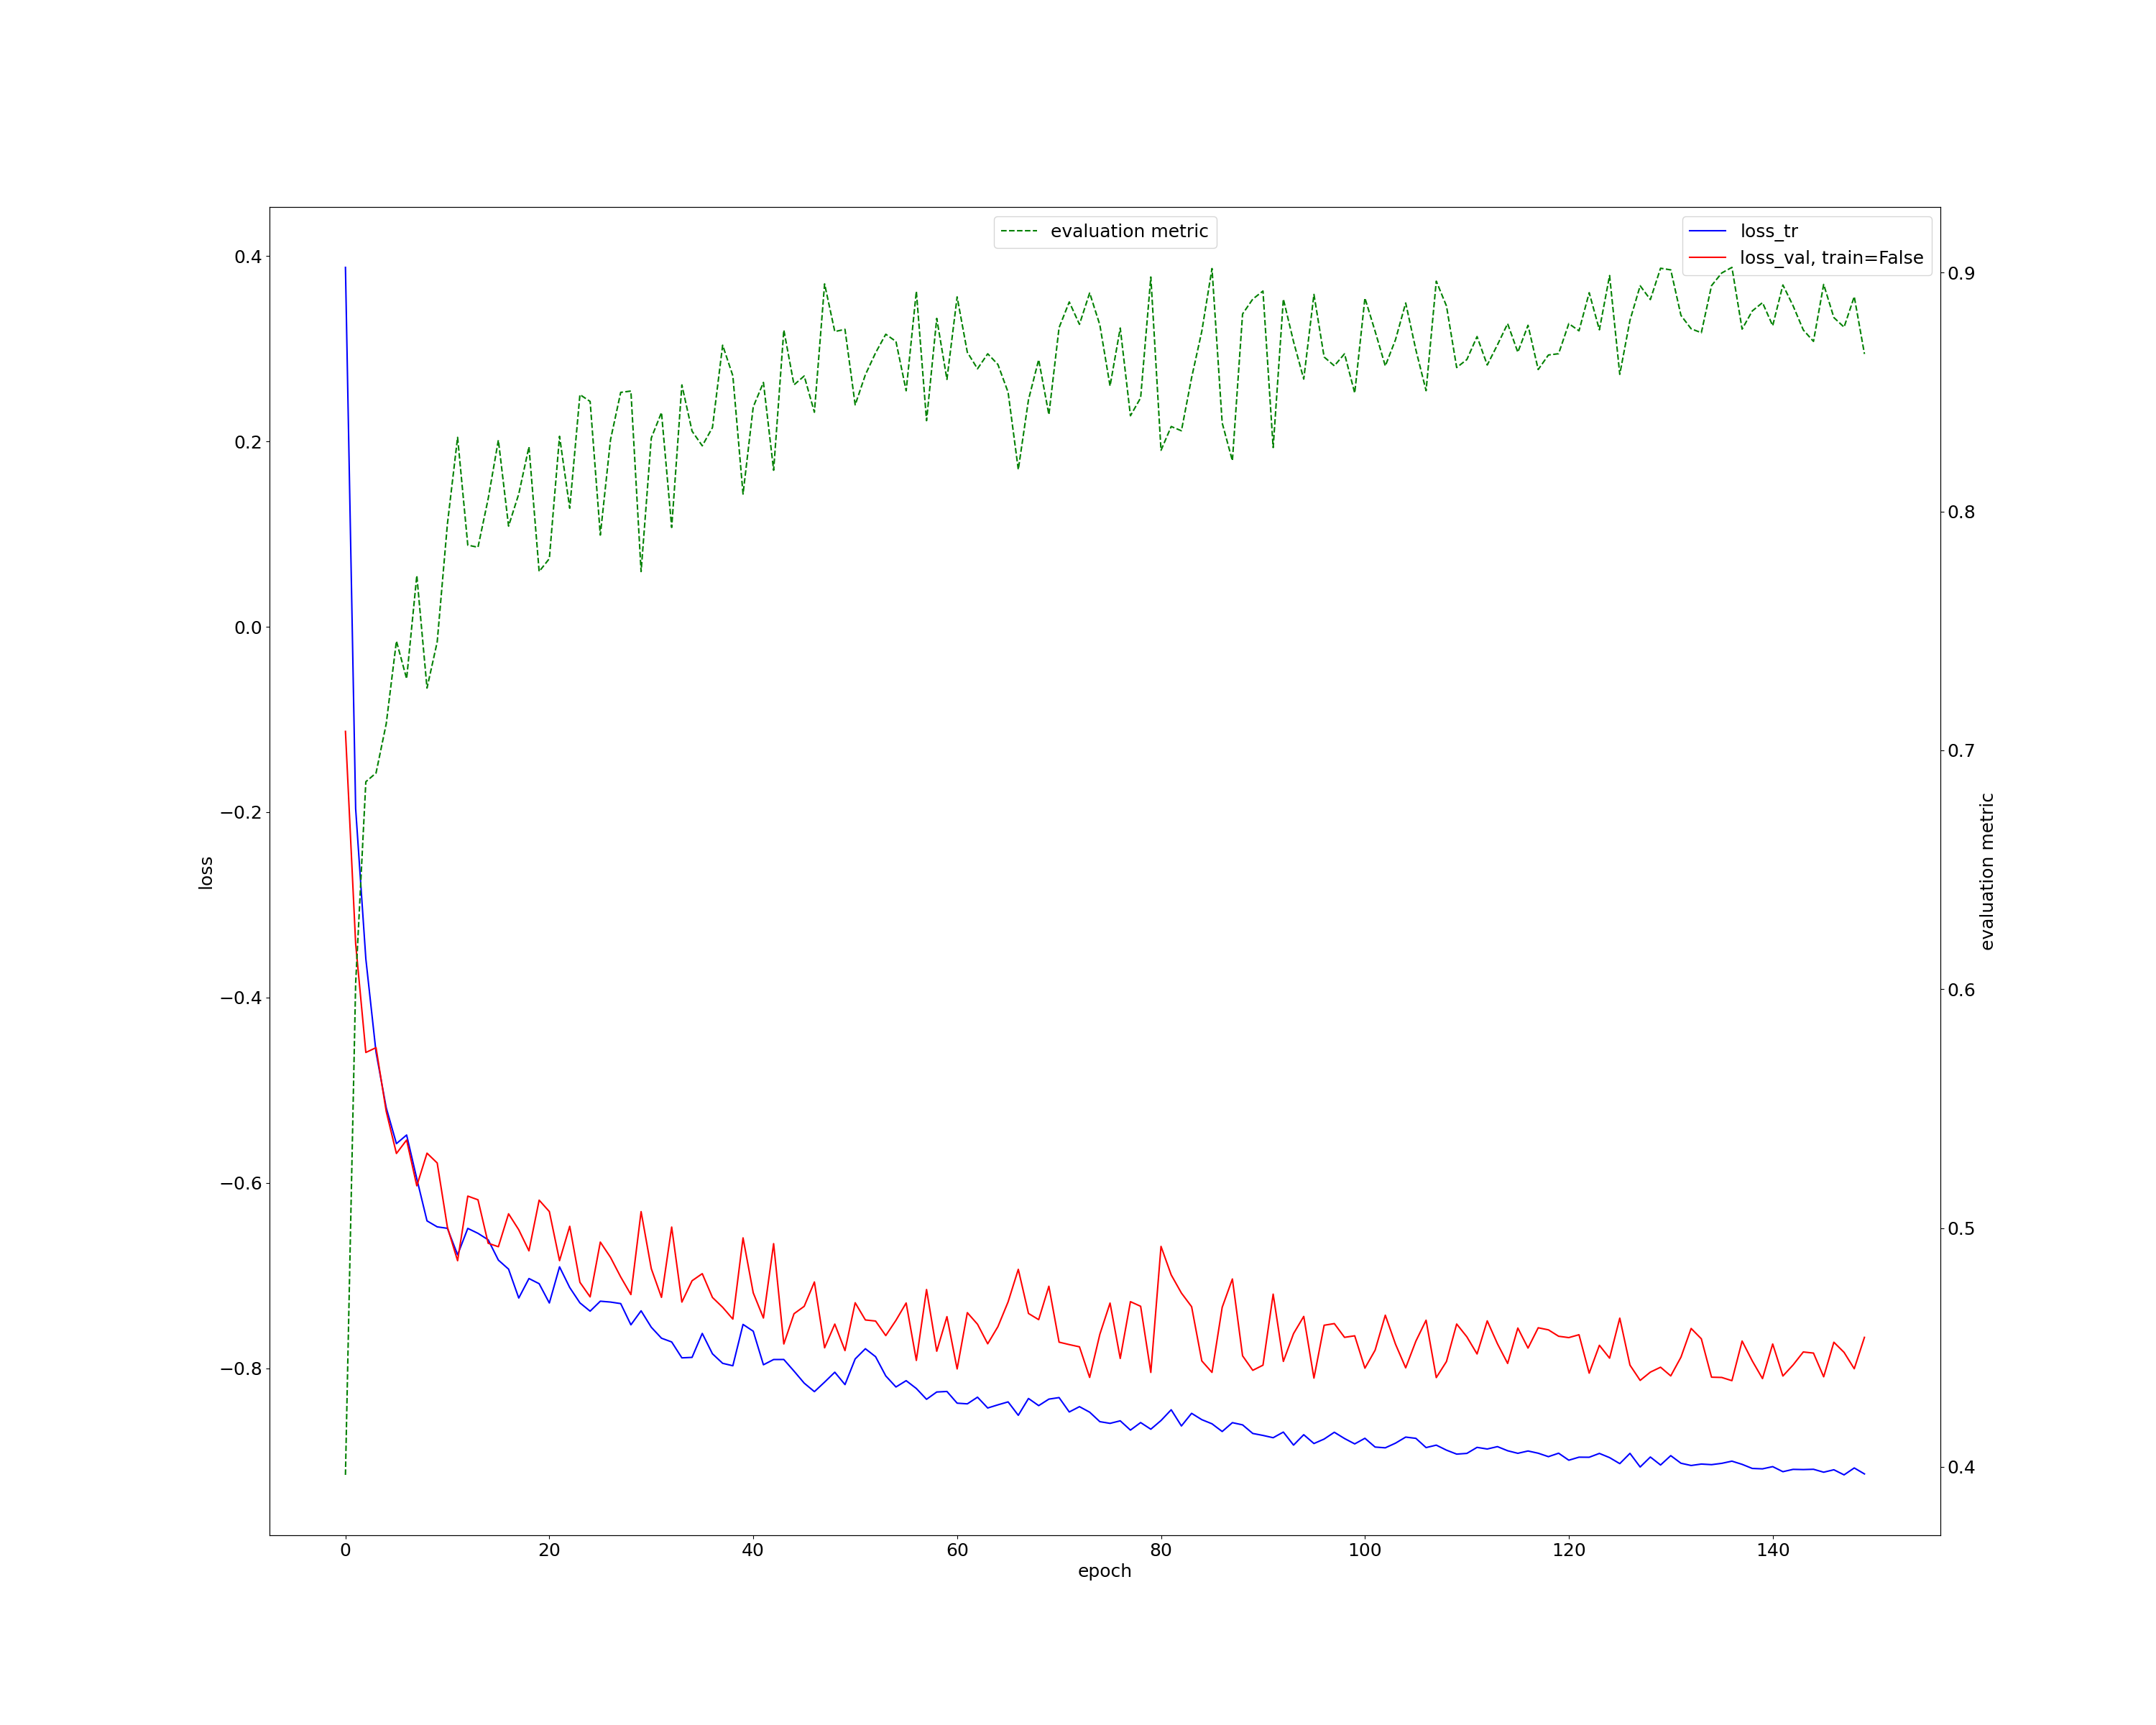 evaluation metric
loss_tr
loss_val, train=False
0.4
0.2
0.0
−0.2
−0.4
−0.6
−0.8
loss
0.9
0.8
0.7
0.6
0.5
0.4
evaluation metric
0 20 40 60 80 100 120 140
epoch